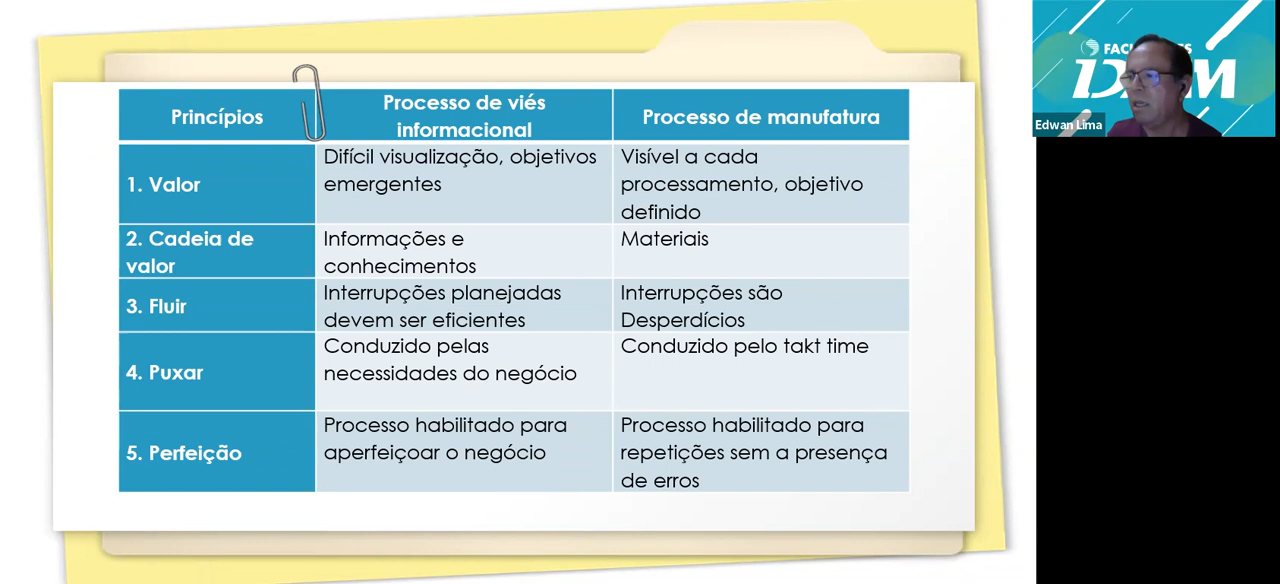 Princípios
Processo de viés
informacional
Processo de manufatura
1. Valor
Difícil visualização, objetivos
emergentes
Visível a cada
processamento, objetivo
definido
2. Cadeia de
valor
Informações e
conhecimentos
Materiais
3. Fluir
Interrupções planejadas
devem ser eficientes
Interrupções são
Desperdícios
4. Puxar
Conduzido pelas
necessidades do negócio
Conduzido pelo takt time
5. Perfeição
Processo habilitado para
aperfeiçoar o negócio
Processo habilitado para
repetições sem a presença
de erros
Edwan Lima